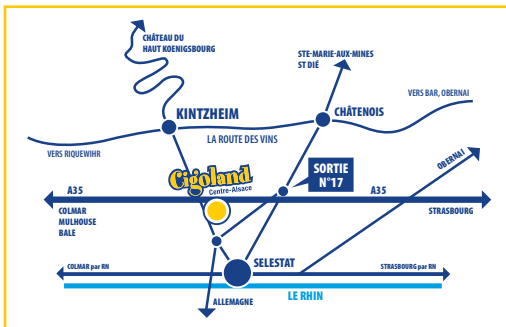 CHÂTEAU DU
HAUT KOENIGSBOURG
STE-MARIE-AUX-MINES
ST DIÉ
VERS BAR, OBERNAI
KINTZHEIM
CHÂTENOIS
LA ROUTE DES VINS
VERS RIQUEWIHR
OBERNAI
Cigoland
Centre-Alsace
SORTIE
N°17
A35
A35
COLMAR
MULHOUSE
BALE
STRASBOURG
SELESTAT
COLMAR par RN
STRASBOURG par RN
LE RHIN
ALLEMAGNE